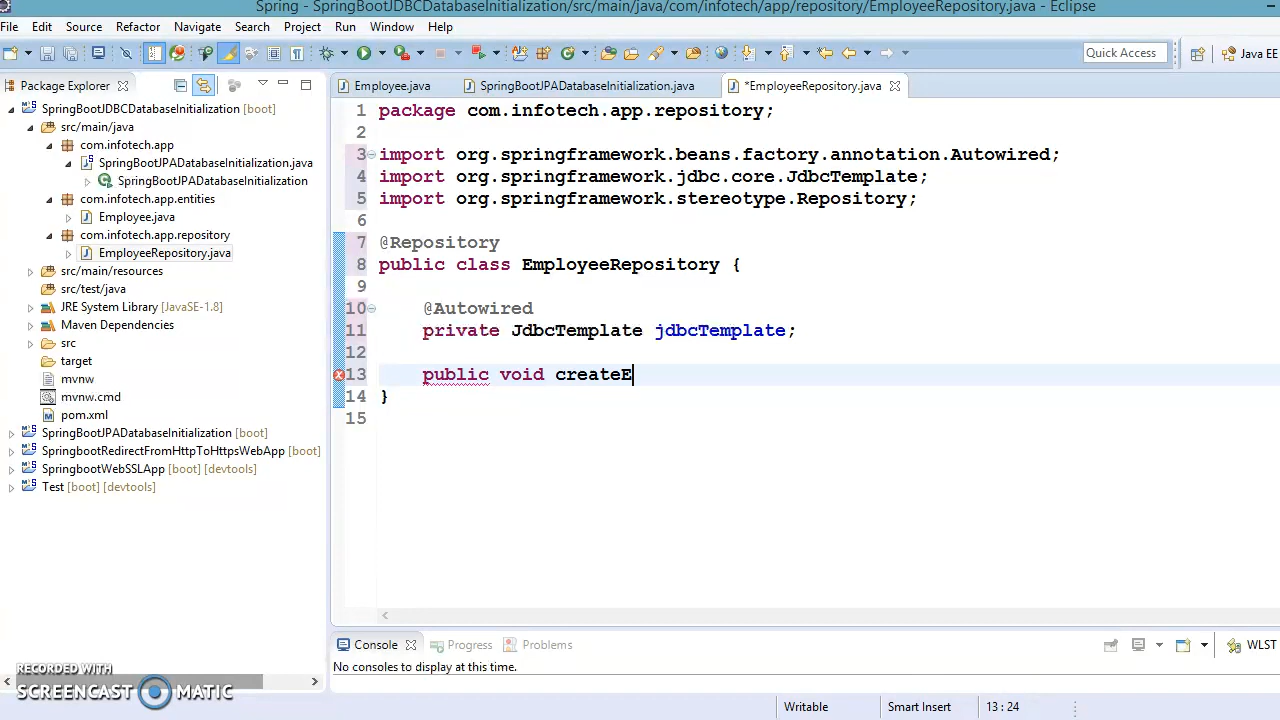 Spring - SpringBootJDBCDatabaseInitialization/src/main/java/com/infotech/app/repository/EmployeeRepository.java - Eclipse
File Edit Source Refactor Navigate Search Project Run Window Help
Quick Access
Java EE
Package Explorer
Employee.java
SpringBootJPADatabaseInitialization.java
*EmployeeRepository.java
SpringBootJDBCDatabaseInitialization [boot]
src/main/java
com.infotech.app
SpringBootJPADatabaseInitialization.java
SpringBootJPADatabaseInitialization
com.infotech.app.entities
Employee.java
com.infotech.app.repository
EmployeeRepository.java
src/main/resources
src/test/java
JRE System Library [JavaSE-1.8]
Maven Dependencies
src
target
mvnw
mvnw.cmd
pom.xml
SpringBootJPADatabaseInitialization [boot]
SpringbootRedirectFromHttpToHttpsWebApp [boot]
SpringbootWebSSLApp [boot] [devtools]
Test [boot] [devtools]
1 package com.infotech.app.repository;
2
3 import org.springframework.beans.factory.annotation.Autowired;
4 import org.springframework.jdbc.core.JdbcTemplate;
5 import org.springframework.stereotype.Repository;
6
7 @Repository
8 public class EmployeeRepository {
9
10 @Autowired
11 private JdbcTemplate jdbcTemplate;
12
13 public void createE
14 }
15
Console Progress Problems
WLST
No consoles to display at this time.
RECORDED WITH
SCREENCAST MATIC
Writable Smart Insert 13 : 24